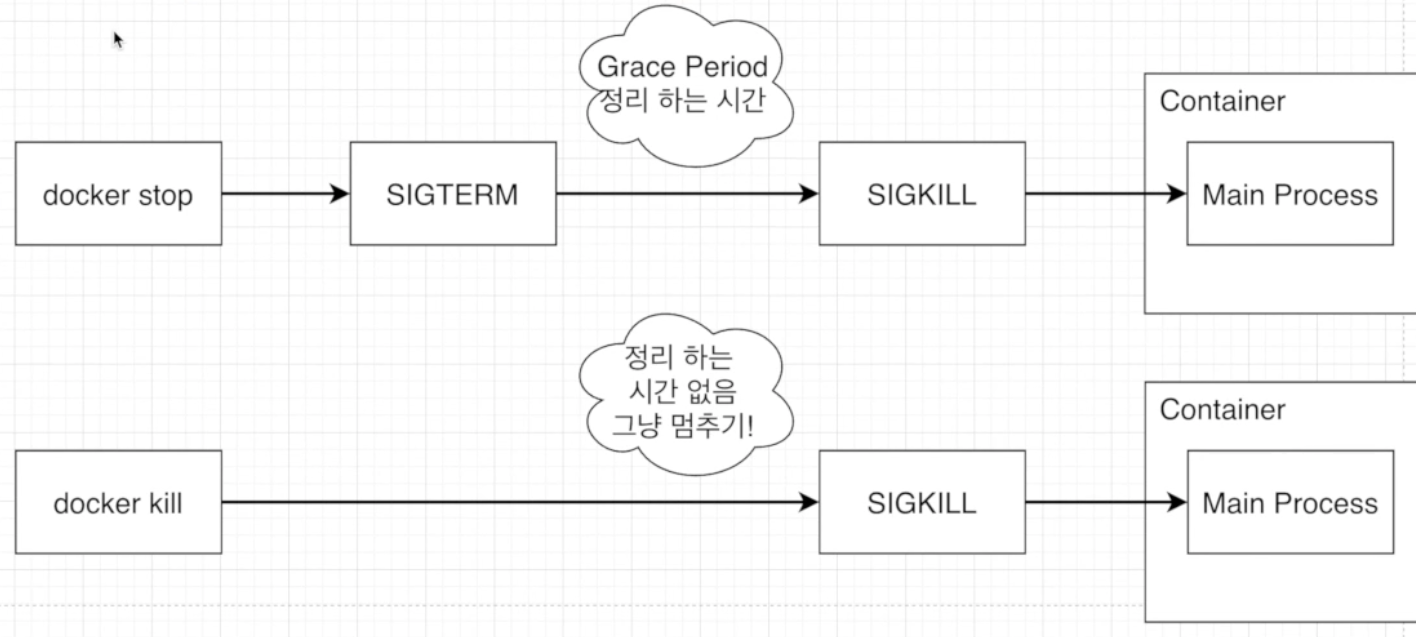 Grace Period
정리 하는 시간
Container
docker stop
SIGTERM
SIGKILL
Main Process
정리 하는
시간 없음
그냥 멈추기!
Container
docker kill
SIGKILL
Main Process